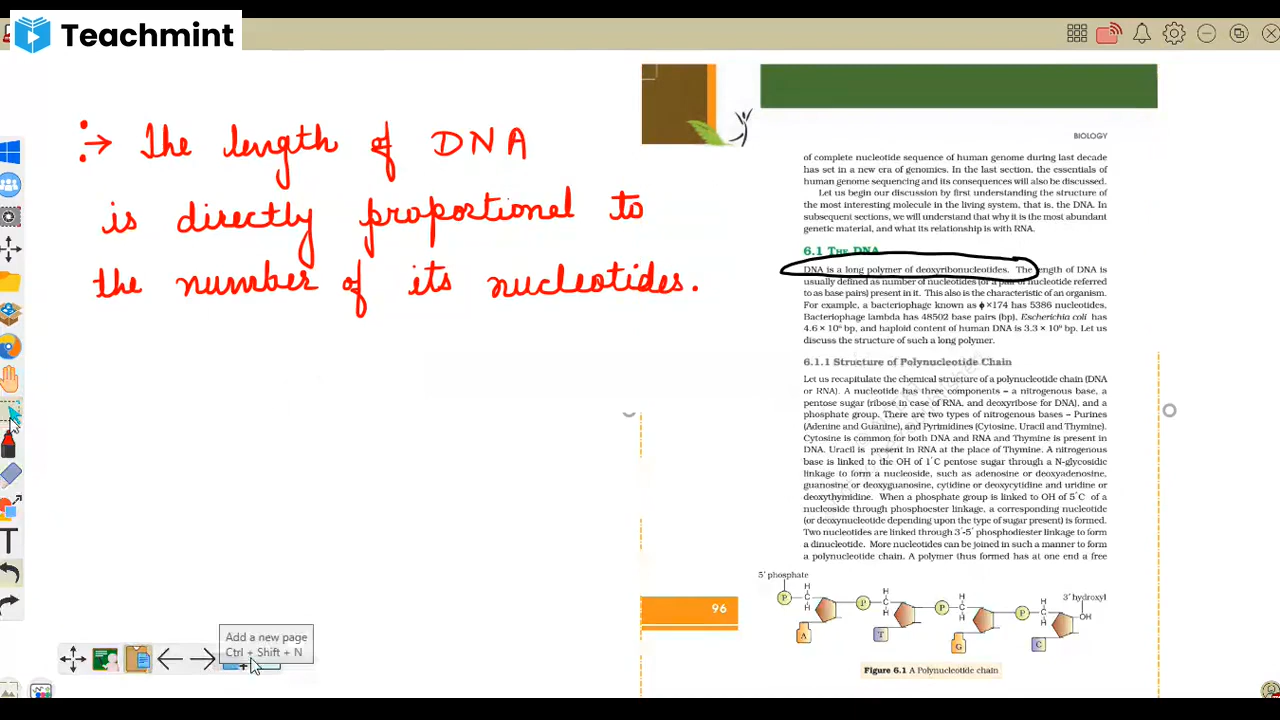 Teachmint
∴→ The length of DNA
is directly proportional to
the number of its nucleotides.
Add a new page
Ctrl + Shift + N
BIOLOGY
of complete nucleotide sequence of human genome during last decade
has set in a new era of genomics. In the last section, the essentials of
human genome sequencing and its consequences will also be discussed.
Let us begin our discussion by first understanding the structure of
the most interesting molecule in the living system, that is, the DNA. In
subsequent sections, we will understand that why it is the most abundant
genetic material, and what its relationship is with RNA.
6.1 THE DNA
DNA is a long polymer of deoxyribonucleotides. The length of DNA is
usually defined as number of nucleotides (or a pair of nucleotide referred
to as base pairs) present in it. This also is the characteristic of an organism.
For example, a bacteriophage known as ϕ×174 has 5386 nucleotides,
Bacteriophage lambda has 48502 base pairs (bp), Escherichia coli has
4.6 × 10⁶ bp, and haploid content of human DNA is 3.3 × 10⁹ bp. Let us
discuss the structure of such a long polymer.
6.1.1 Structure of Polynucleotide Chain
Let us recapitulate the chemical structure of a polynucleotide chain (DNA
or RNA). A nucleotide has three components – a nitrogenous base, a
pentose sugar (ribose in case of RNA, and deoxyribose for DNA), and a
phosphate group. There are two types of nitrogenous bases – Purines
(Adenine and Guanine), and Pyrimidines (Cytosine, Uracil and Thymine).
Cytosine is common for both DNA and RNA and Thymine is present in
DNA. Uracil is present in RNA at the place of Thymine. A nitrogenous
base is linked to the OH of 1'C pentose sugar through a N-glycosidic
linkage to form a nucleoside, such as adenosine or deoxyadenosine,
guanosine or deoxyguanosine, cytidine or deoxycytidine and uridine or
deoxythymidine. When a phosphate group is linked to OH of 5'C of a
nucleoside through phosphoester linkage, a corresponding nucleotide
(or deoxynucleotide depending upon the type of sugar present) is formed.
Two nucleotides are linked through 3'-5' phosphodiester linkage to form
a dinucleotide. More nucleotides can be joined in such a manner to form
a polynucleotide chain. A polymer thus formed has at one end a free
5' phosphate
3' hydroxyl
H H H H
P C P C P C P C OH
H H H H
A T G C
96
Figure 6.1 A Polynucleotide chain